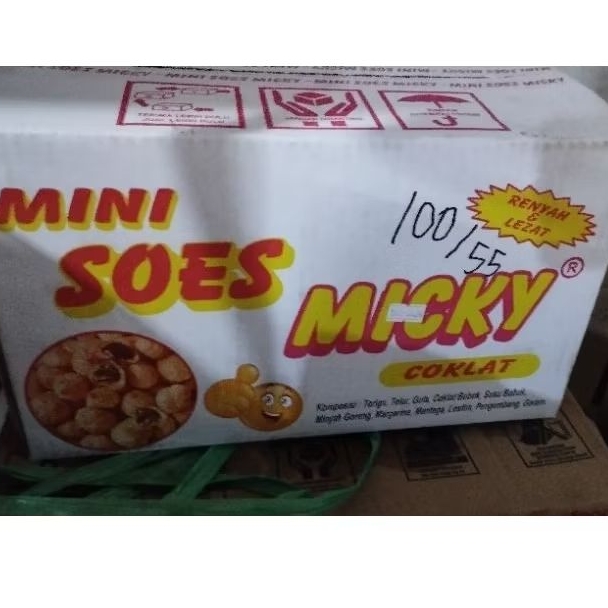 MINI SOES MICKY - MINI SOES MICKY - MINI SOES MICKY
MINI
SOES
MICKY
®
COKLAT
100/55
RENYAH
&
LEZAT
Komposisi : Terigu, Telur, Gula, Coklat Bubuk, Susu Bubuk,
Minyak Goreng, Margarine, Mentega, Lesitin, Pengembang, Garam